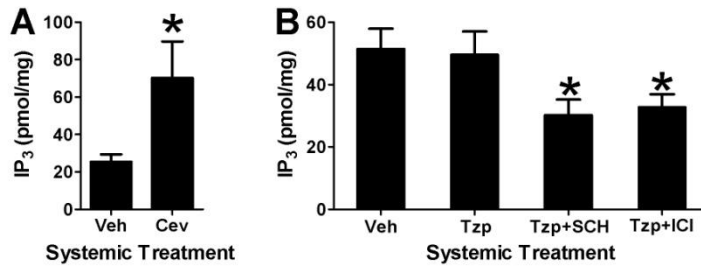 A
IP3 (pmol/mg)
100
80
60
40
20
0
*
Veh Cev
Systemic Treatment
B
IP3 (pmol/mg)
60
40
20
0
* *
Veh Tzp Tzp+SCH Tzp+ICI
Systemic Treatment